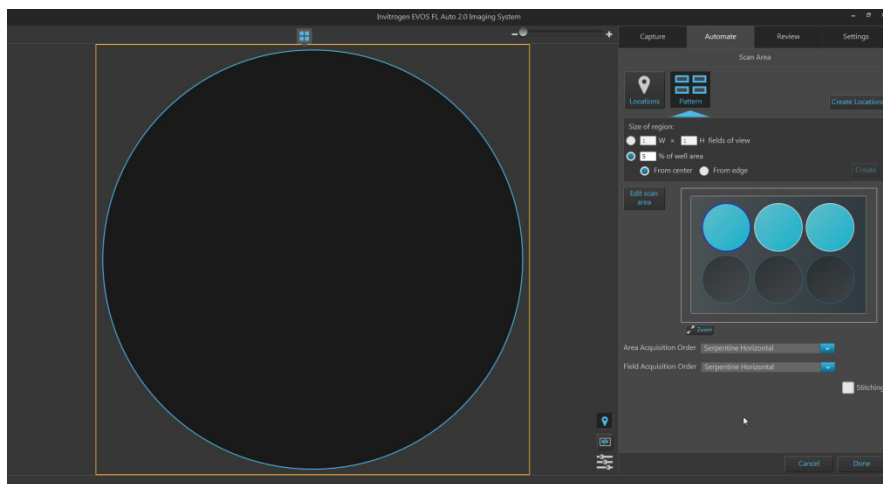 Invitrogen EVOS FL Auto 2.0 Imaging System
Capture Automate Review Settings
Scan Area
Locations Pattern Create Locations
Size of region:
1 W × 1 H fields of view
5 % of well area
From center From edge Create
Edit scan
area
Zoom
Area Acquisition Order Serpentine Horizontal
Field Acquisition Order Serpentine Horizontal
Stitching
Cancel Done